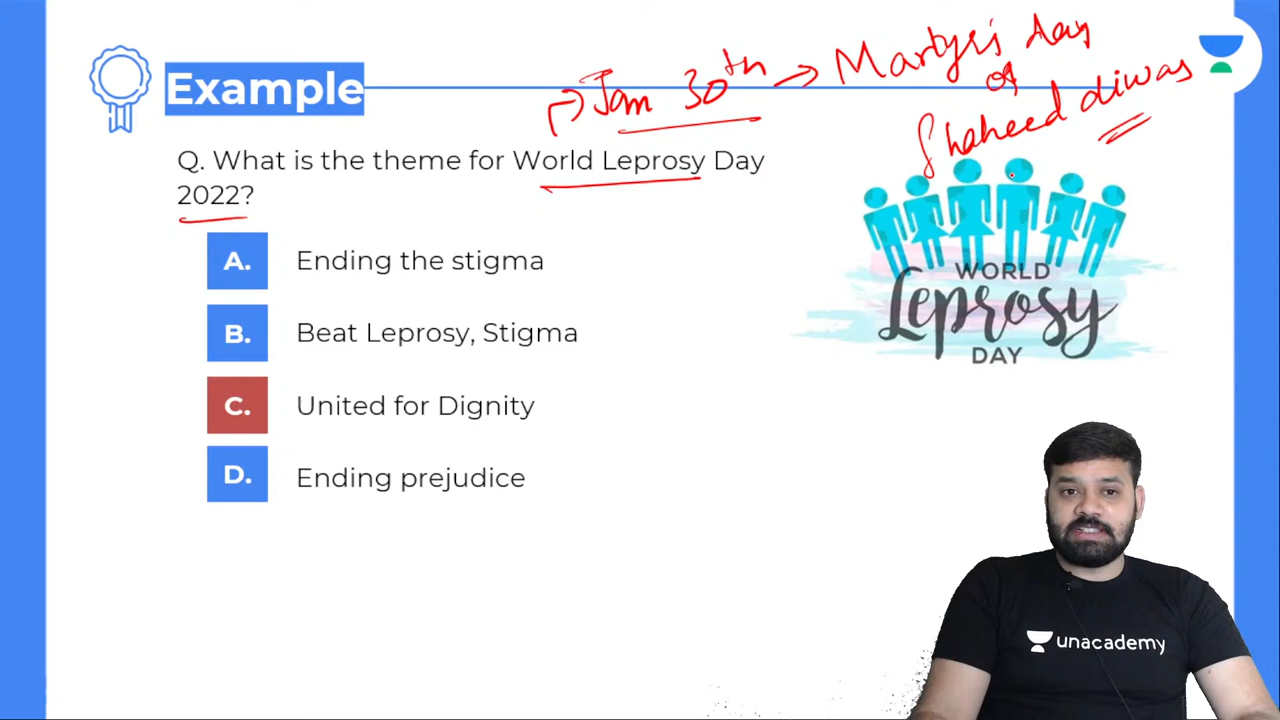 Example
Jan 30th → Martyr's day
or
Shaheed diwas
Q. What is the theme for World Leprosy Day
2022?
A. Ending the stigma
B. Beat Leprosy, Stigma
C. United for Dignity
D. Ending prejudice
WORLD
Leprosy
DAY
unacademy